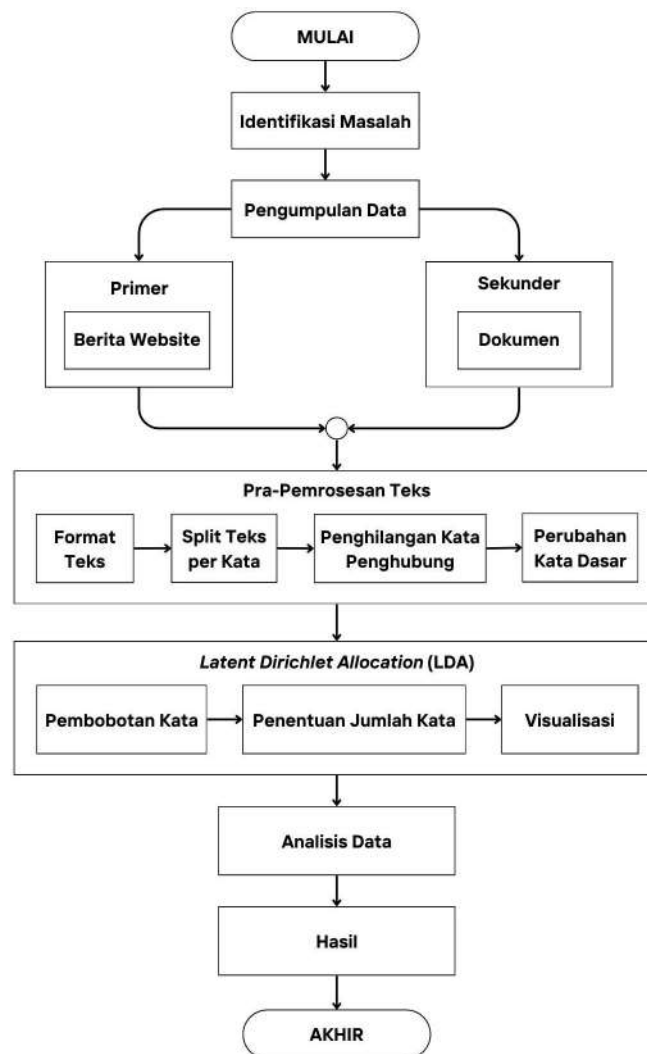 MULAI
Identifikasi Masalah
Pengumpulan Data
Primer
Berita Website
Sekunder
Dokumen
Pra-Pemrosesan Teks
Format
Teks
Split Teks
per Kata
Penghilangan Kata
Penghubung
Perubahan
Kata Dasar
Latent Dirichlet Allocation (LDA)
Pembobotan Kata
Penentuan Jumlah Kata
Visualisasi
Analisis Data
Hasil
AKHIR